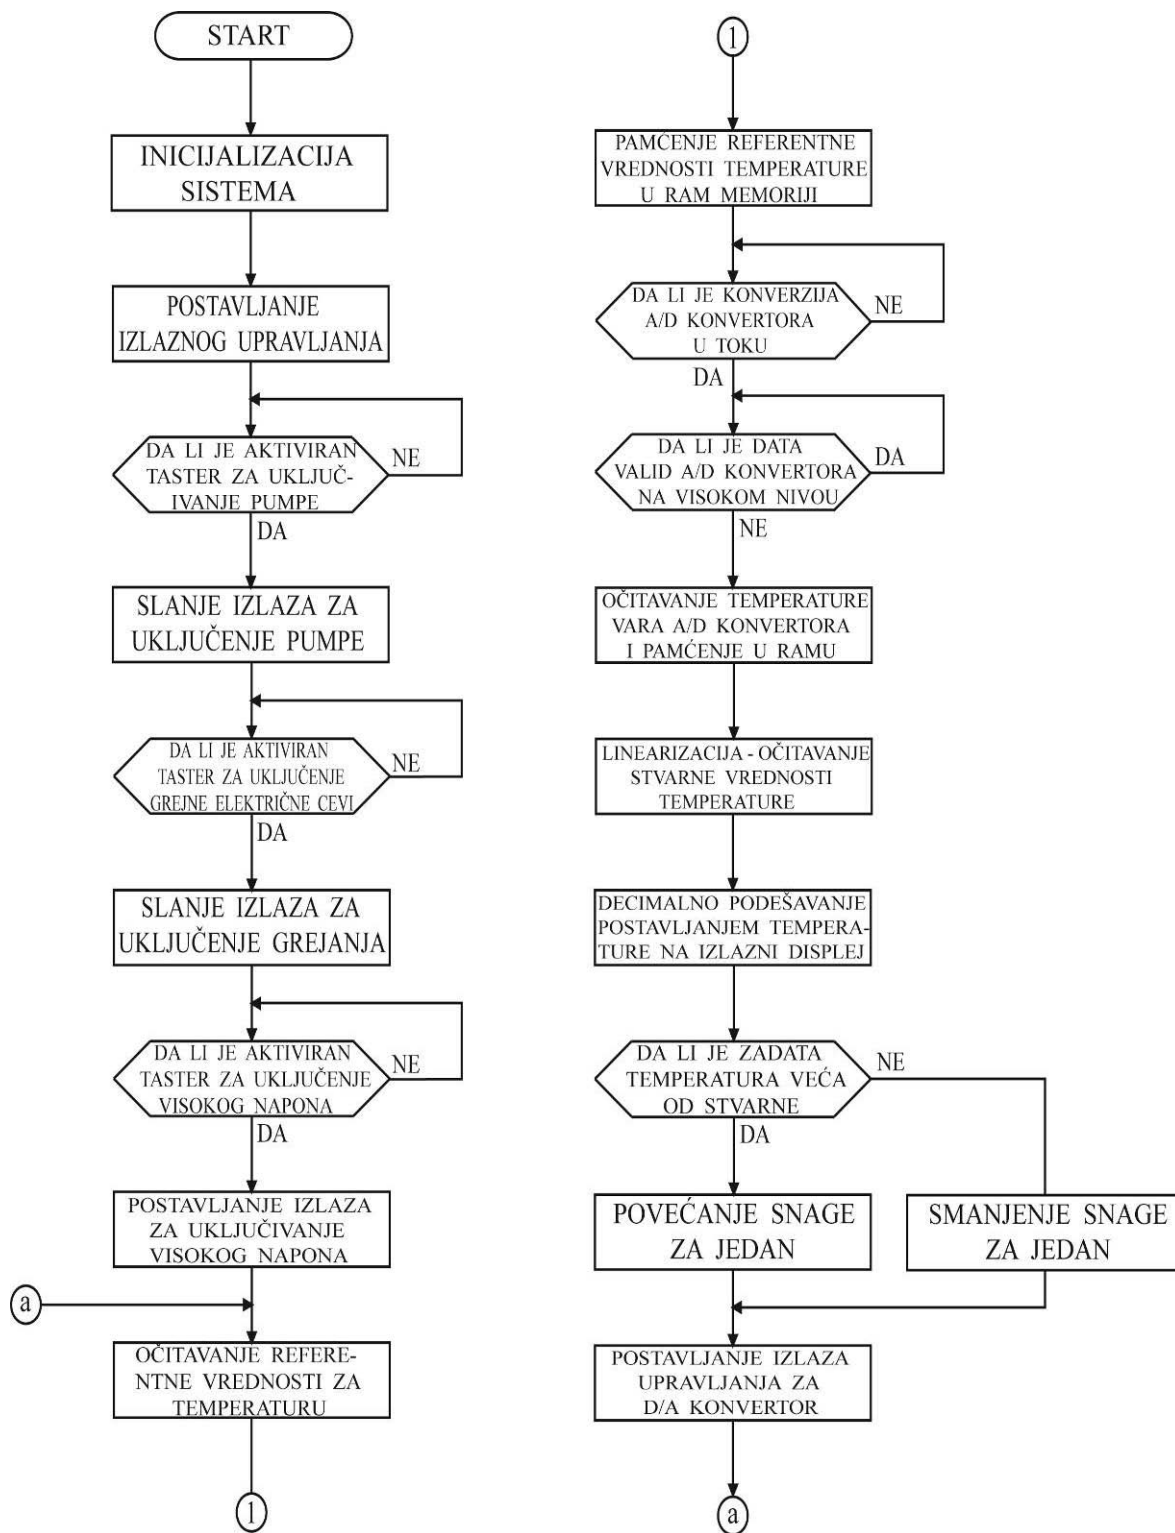 START
INICIJALIZACIJA
SISTEMA
POSTAVLJANJE
IZLAZNOG UPRAVLJANJA
DA LI JE AKTIVIRAN
TASTER ZA UKLJUČ-
IVANJE PUMPE
NE
DA
SLANJE IZLAZA ZA
UKLJUČENJE PUMPE
DA LI JE AKTIVIRAN
TASTER ZA UKLJUČENJE
GREJNE ELEKTRIČNE CEVI
NE
DA
SLANJE IZLAZA ZA
UKLJUČENJE GREJANJA
DA LI JE AKTIVIRAN
TASTER ZA UKLJUČENJE
VISOKOG NAPONA
NE
DA
POSTAVLJANJE IZLAZA
ZA UKLJUČIVANJE
VISOKOG NAPONA
a
OČITAVANJE REFERE-
NTNE VREDNOSTI ZA
TEMPERATURU
1
1
PAMĆENJE REFERENTNE
VREDNOSTI TEMPERATURE
U RAM MEMORIJI
DA LI JE KONVERZIJA
A/D KONVERTORA
U TOKU
NE
DA
DA LI JE DATA
VALID A/D KONVERTORA
NA VISOKOM NIVOU
DA
NE
OČITAVANJE TEMPERATURE
VARA A/D KONVERTORA
I PAMĆENJE U RAMU
LINEARIZACIJA - OČITAVANJE
STVARNE VREDNOSTI
TEMPERATURE
DECIMALNO PODEŠAVANJE
POSTAVLJANJEM TEMPERA-
TURE NA IZLAZNI DISPLEJ
DA LI JE ZADATA
TEMPERATURA VEĆA
OD STVARNE
NE
DA
POVEĆANJE SNAGE
ZA JEDAN
SMANJENJE SNAGE
ZA JEDAN
POSTAVLJANJE IZLAZA
UPRAVLJANJA ZA
D/A KONVERTOR
a